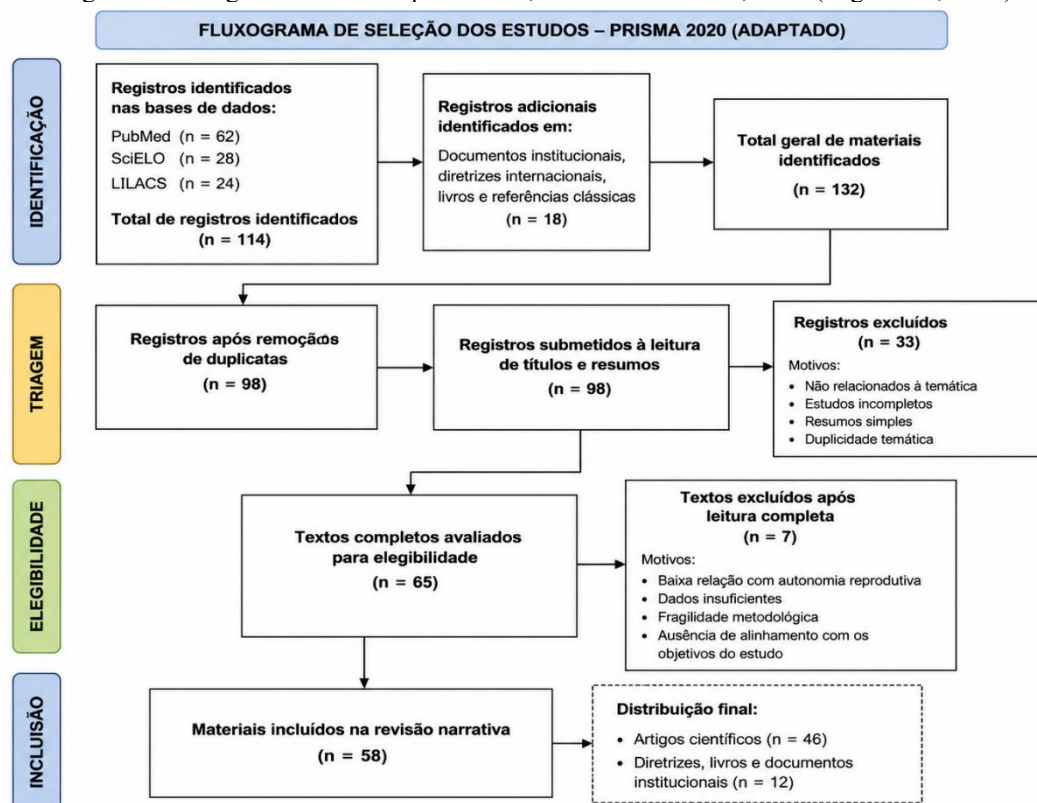 FLUXOGRAMA DE SELEÇÃO DOS ESTUDOS – PRISMA 2020 (ADAPTADO)
IDENTIFICAÇÃO
Registros identificados
nas bases de dados:
PubMed (n = 62)
SciELO (n = 28)
LILACS (n = 24)
Total de registros identificados
(n = 114)
Registros adicionais
identificados em:
Documentos institucionais,
diretrizes internacionais,
livros e referências clássicas
(n = 18)
Total geral de materiais
identificados
(n = 132)
TRIAGEM
Registros após
de duplicatas
(n = 98)
Registros submetidos à leitura
de títulos e resumos
(n = 98)
Registros excluídos
(n = 33)
Motivos:
• Não relacionados à temática
• Estudos incompletos
• Resumos simples
• Duplicidade temática
ELEGIBILIDADE
Textos completos avaliados
para elegibilidade
(n = 65)
Textos excluídos após
leitura completa
(n = 7)
Motivos:
• Baixa relação com autonomia reprodutiva
• Dados insuficientes
• Fragilidade metodológica
• Ausência de alinhamento com os
objetivos do estudo
INCLUSÃO
Materiais incluídos na revisão narrativa
(n = 58)
Distribuição final:
• Artigos científicos (n = 46)
• Diretrizes, livros e documentos
institucionais (n = 12)